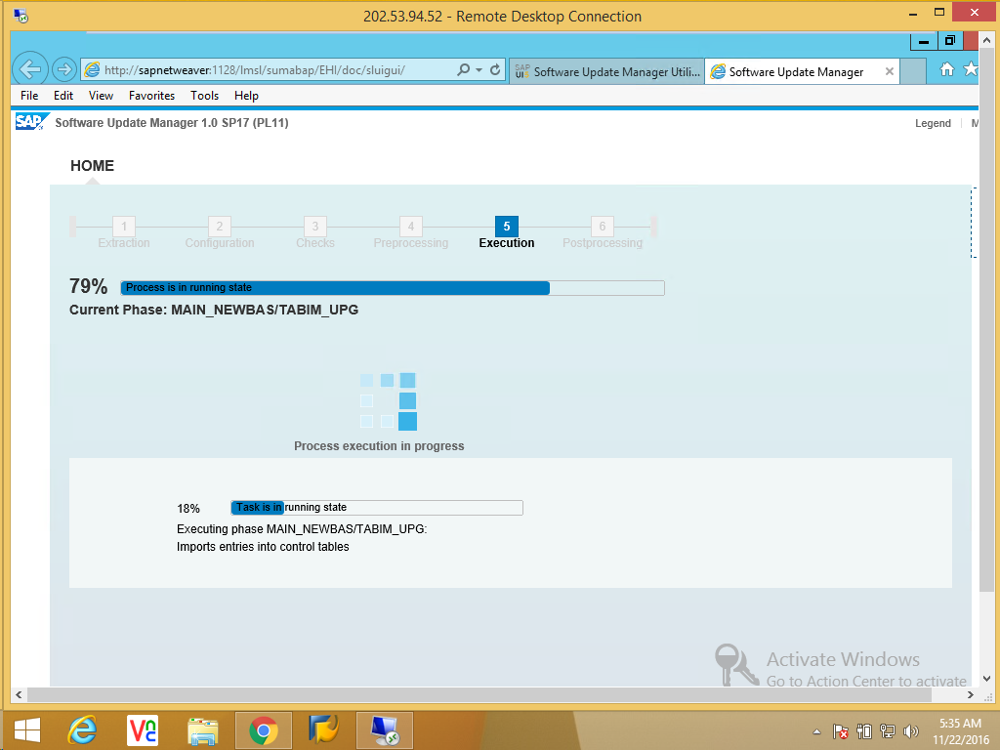 202.53.94.52 - Remote Desktop Connection
http://sapnetweaver:1128/lmsl/sumabap/EHI/doc/sluigui/
SAP UI5 Software Update Manager Utili...
Software Update Manager
File Edit View Favorites Tools Help
SAP Software Update Manager 1.0 SP17 (PL11)
Legend M
HOME
1 2 3 4 5 6
Extraction Configuration Checks Preprocessing Execution Postprocessing
79% Process is in running state
Current Phase: MAIN_NEWBAS/TABIM_UPG
Process execution in progress
18% Task is in running state
Executing phase MAIN_NEWBAS/TABIM_UPG:
Imports entries into control tables
Activate Windows
Go to Action Center to activate
5:35 AM
11/22/2016